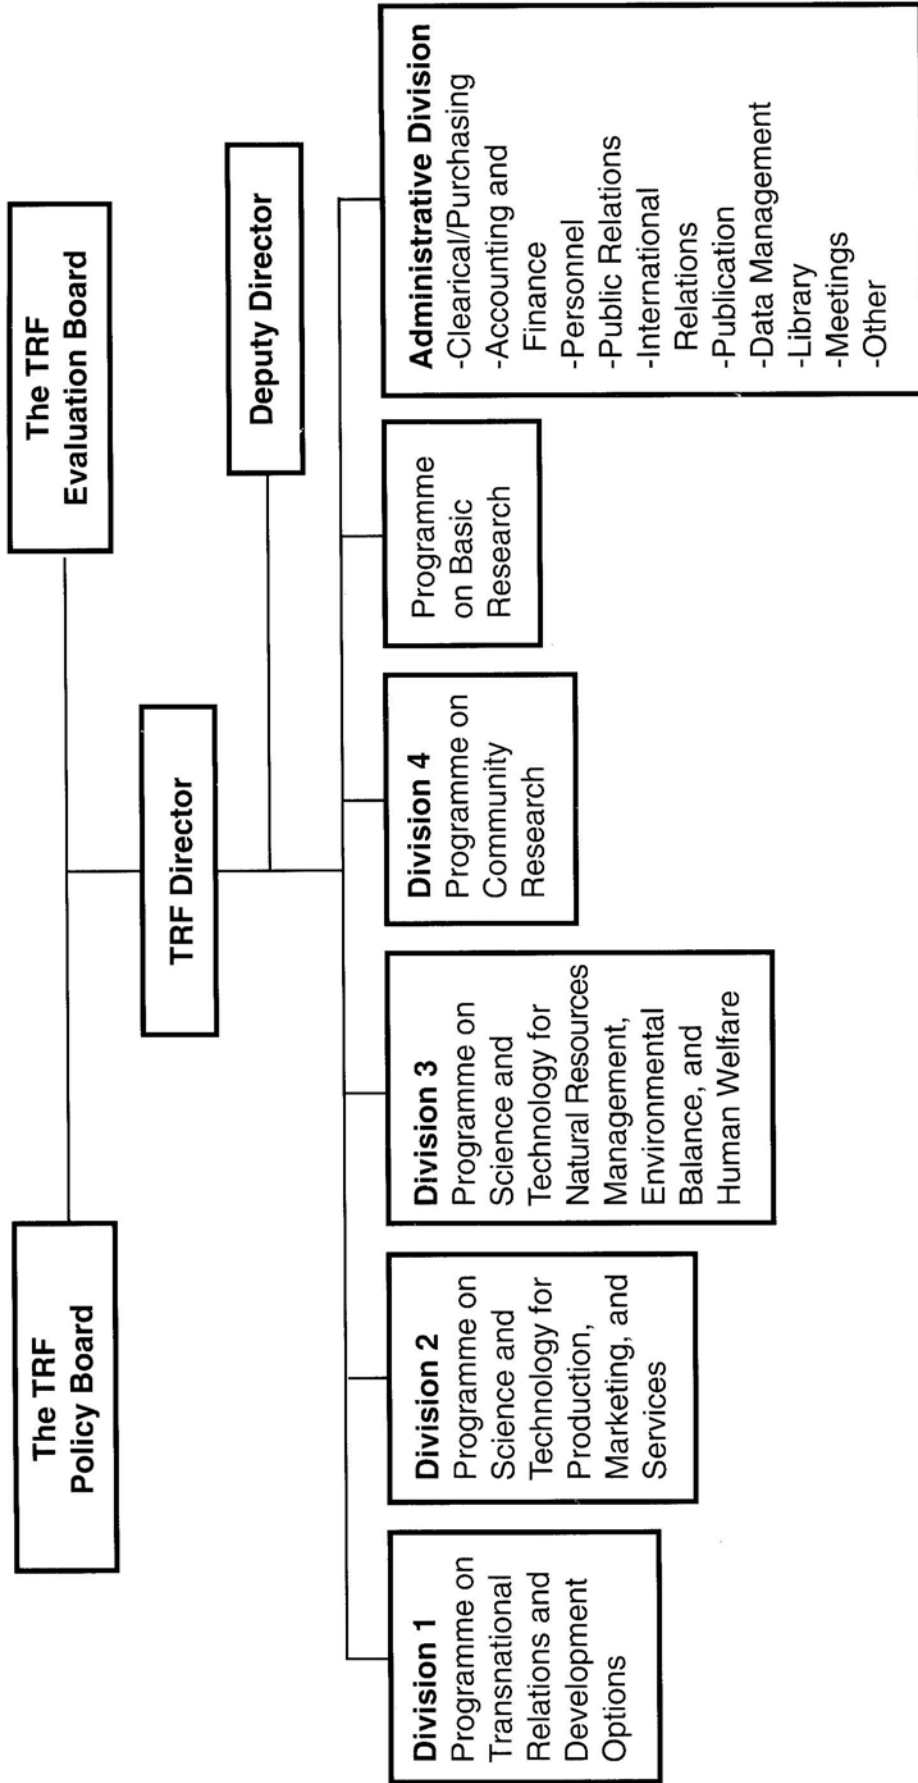 The TRF
Policy Board
The TRF
Evaluation Board
TRF Director
Deputy Director
Division 1
Programme on
Transnational
Relations and
Development
Options
Division 2
Programme on
Science and
Technology for
Production,
Marketing, and
Services
Division 3
Programme on
Science and
Technology for
Natural Resources
Management,
Environmental
Balance, and
Human Welfare
Division 4
Programme on
Community
Research
Programme
on Basic
Research
Administrative Division
-Clearical/Purchasing
-Accounting and
Finance
-Personnel
-Public Relations
-International
Relations
-Publication
-Data Management
-Library
-Meetings
-Other